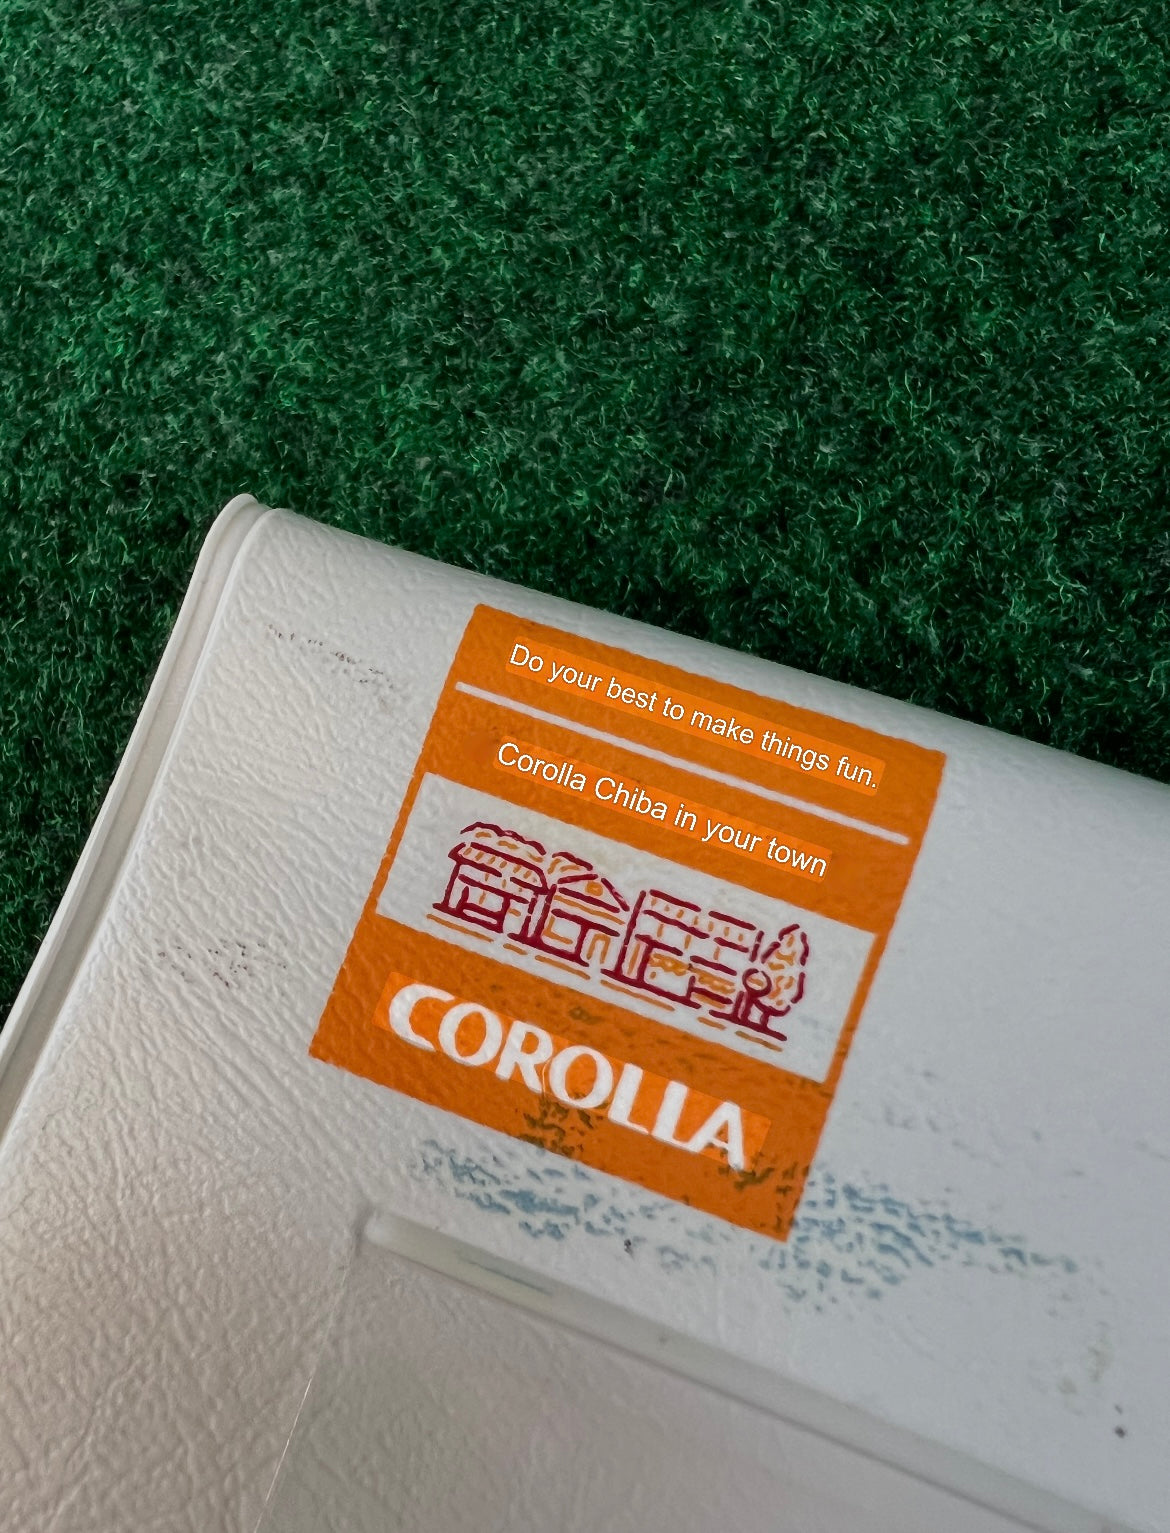 Do your best to make things fun.
Corolla Chiba in your town
COROLLA